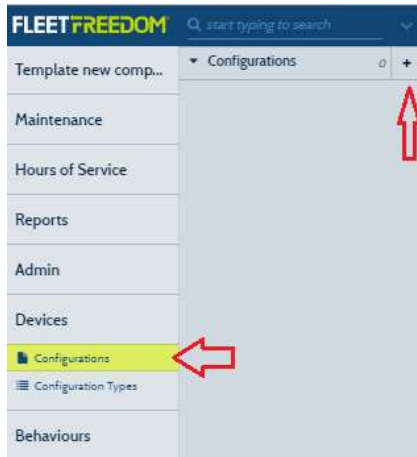 FLEETFREEDOM
start typing to search
Template new comp...
Configurations 0 +
Maintenance
Hours of Service
Reports
Admin
Devices
Configurations
Configuration Types
Behaviours